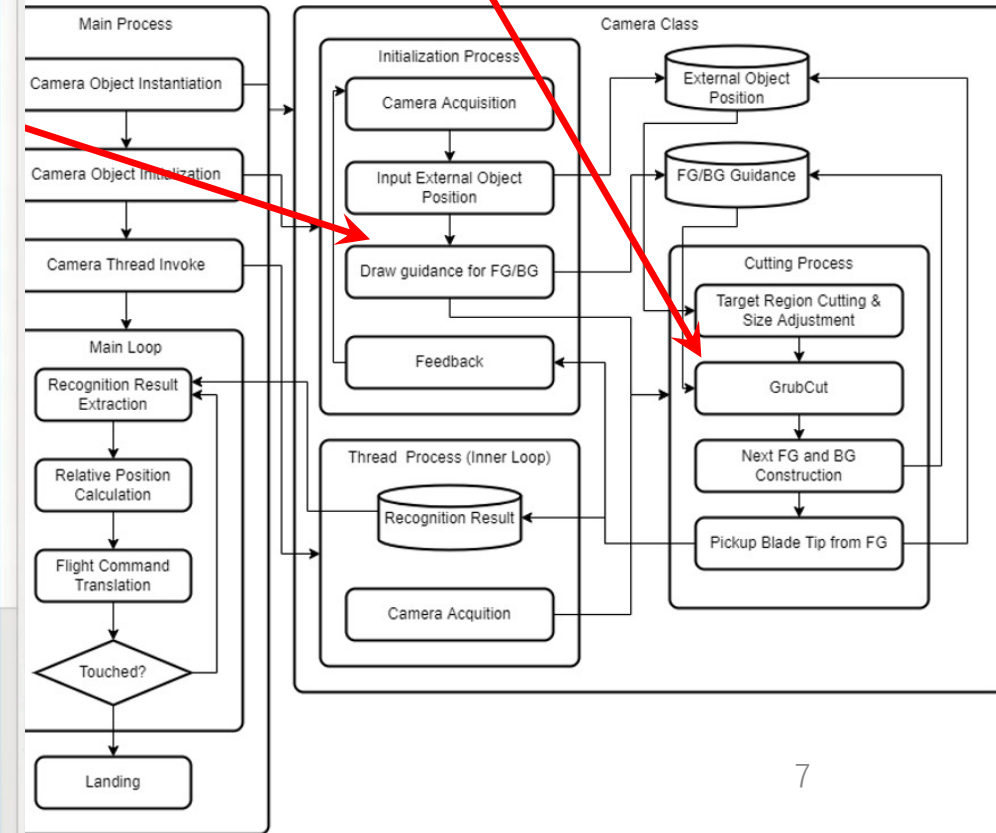 Main Process
Camera Object Instantiation
Camera Object Initialization
Camera Thread Invoke
Main Loop
Recognition Result
Extraction
Relative Position
Calculation
Flight Command
Translation
Touched?
Landing
Camera Class
Initialization Process
Camera Acquisition
Input External Object
Position
Draw guidance for FG/BG
Feedback
Thread Process (Inner Loop)
Recognition Result
Camera Acquition
External Object
Position
FG/BG Guidance
Cutting Process
Target Region Cutting &
Size Adjustment
GrubCut
Next FG and BG
Construction
Pickup Blade Tip from FG
7